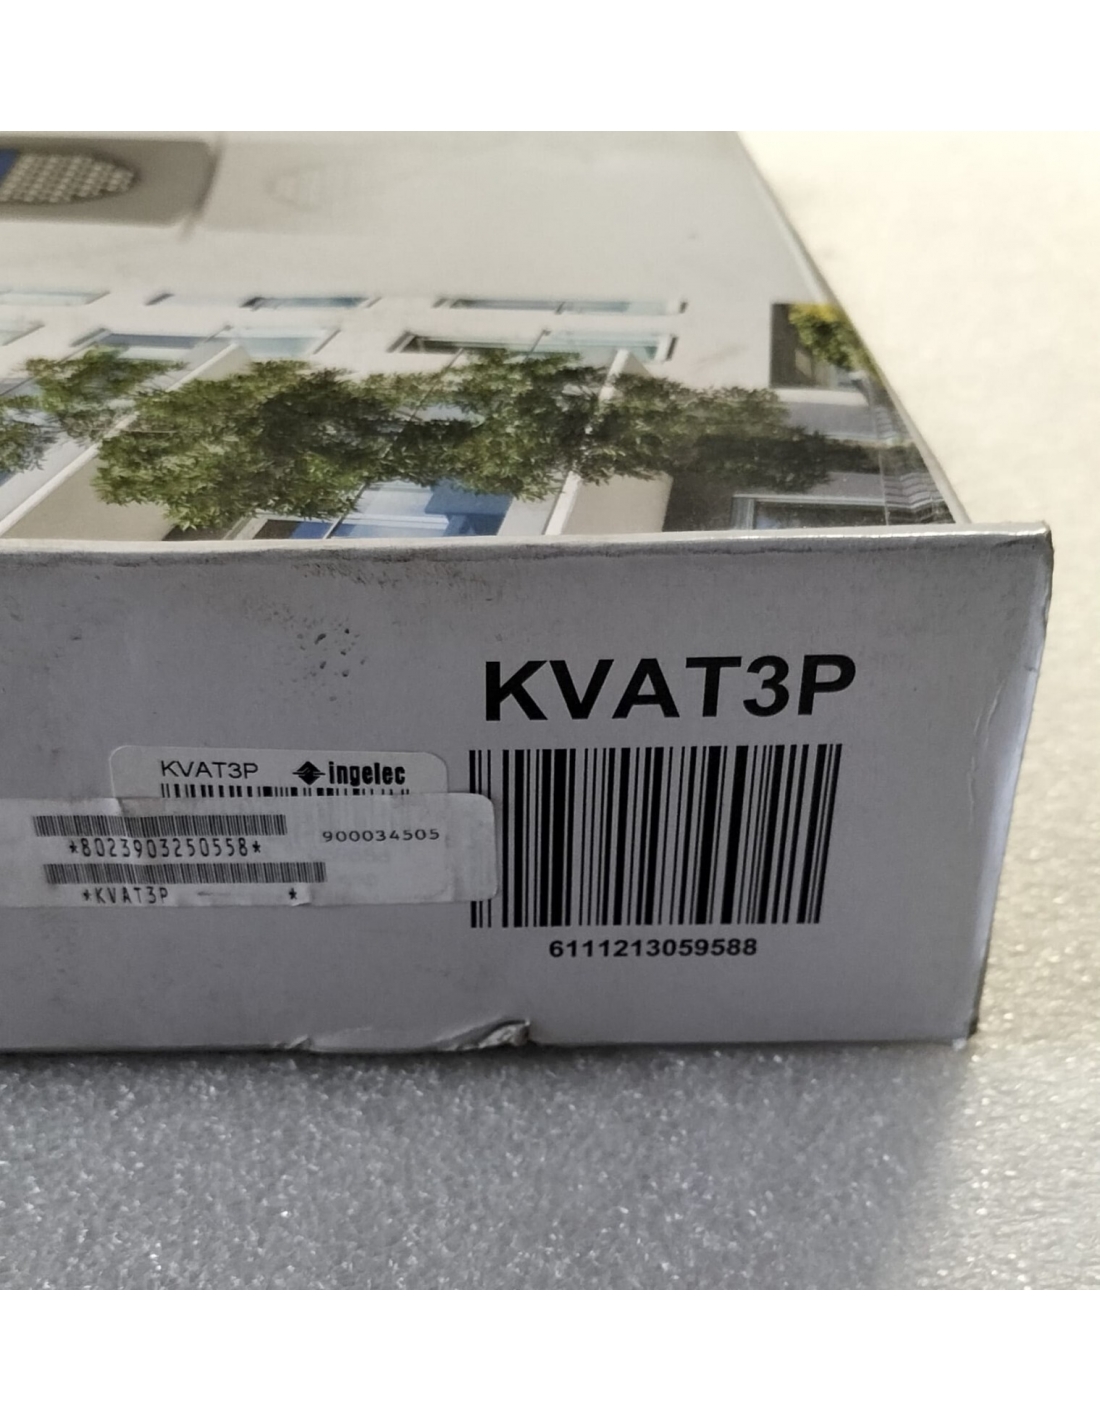 KVAT3P
6111213059588
KVAT3P ingelec
900034505
*8023903250558*
*KVAT3P *